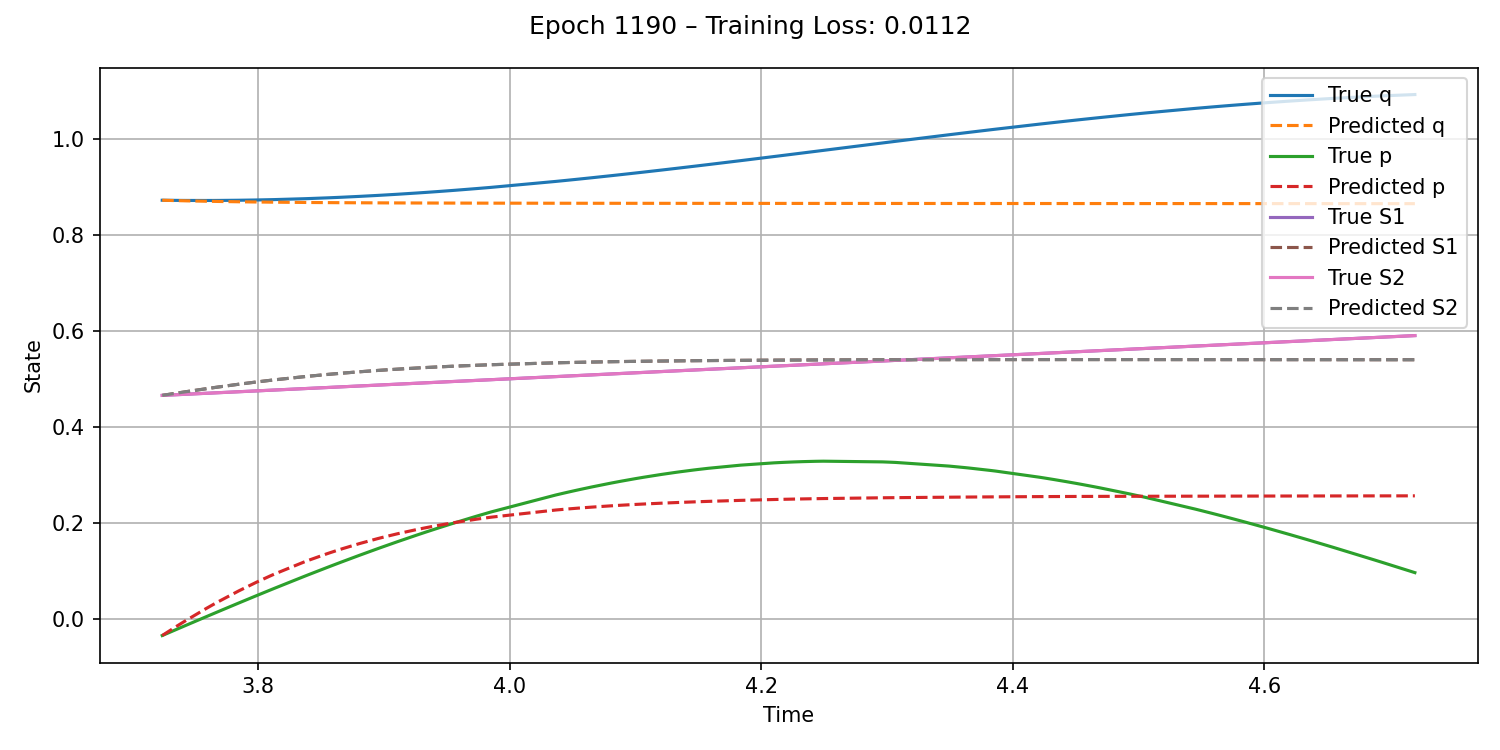 Epoch 1190 – Training Loss: 0.0112
True q
Predicted q
True p
Predicted p
True S1
Predicted S1
True S2
Predicted S2
State
1.0
0.8
0.6
0.4
0.2
0.0
3.8
4.0
4.2
4.4
4.6
Time